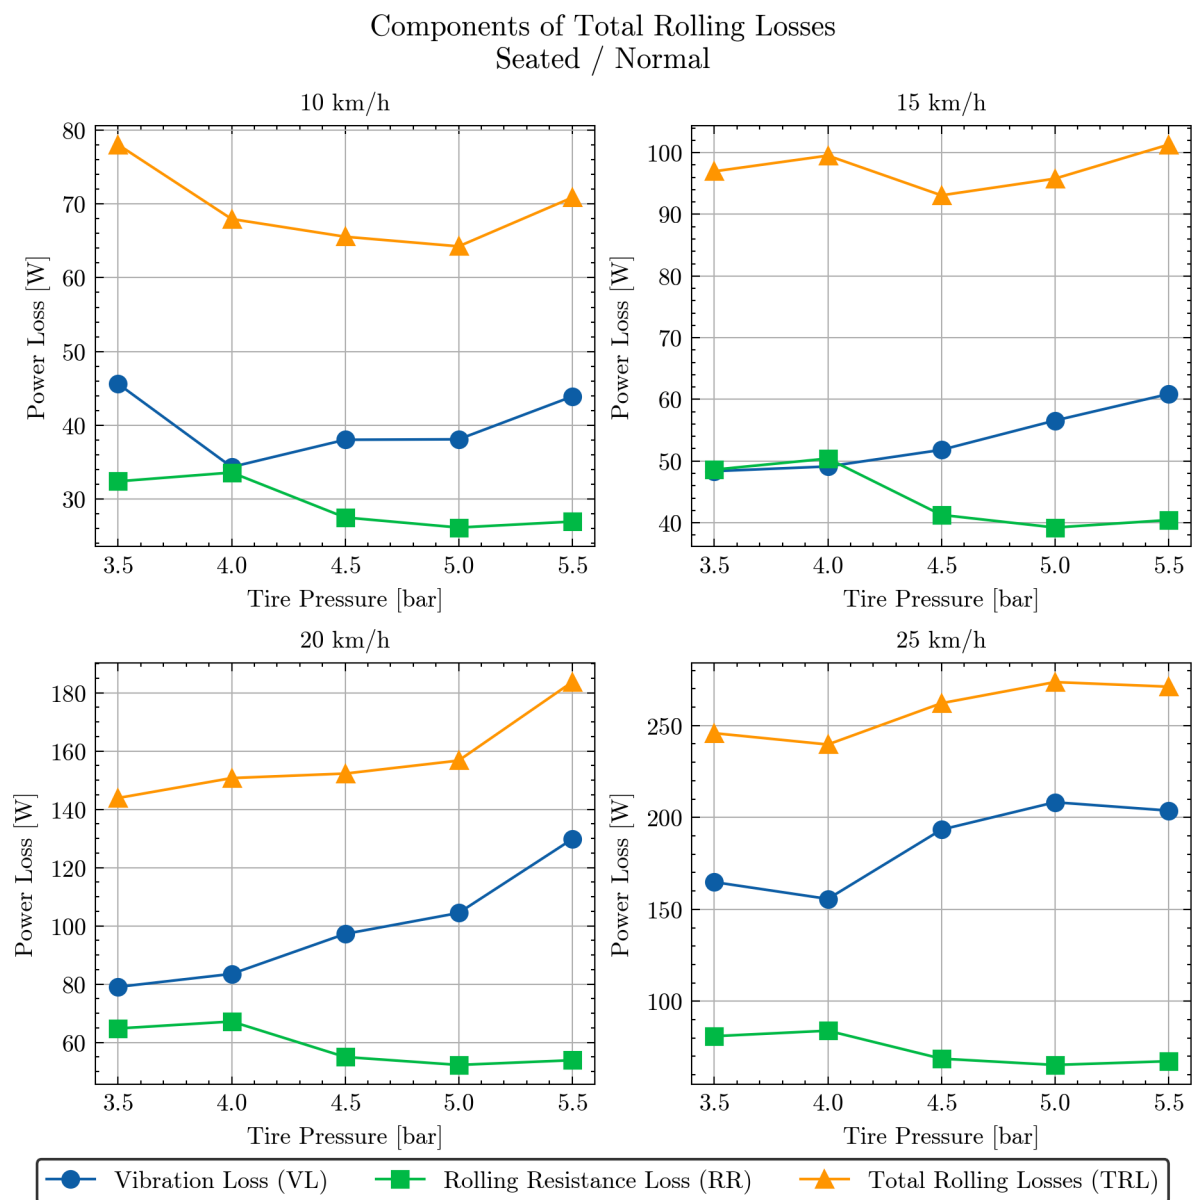 Components of Total Rolling Losses
Seated / Normal
10 km/h
Power Loss [W]
80
70
60
50
40
30
3.5 4.0 4.5 5.0 5.5
Tire Pressure [bar]
15 km/h
Power Loss [W]
100
90
80
70
60
50
40
3.5 4.0 4.5 5.0 5.5
Tire Pressure [bar]
20 km/h
Power Loss [W]
180
160
140
120
100
80
60
3.5 4.0 4.5 5.0 5.5
Tire Pressure [bar]
25 km/h
Power Loss [W]
250
200
150
100
3.5 4.0 4.5 5.0 5.5
Tire Pressure [bar]
Vibration Loss (VL) Rolling Resistance Loss (RR) Total Rolling Losses (TRL)